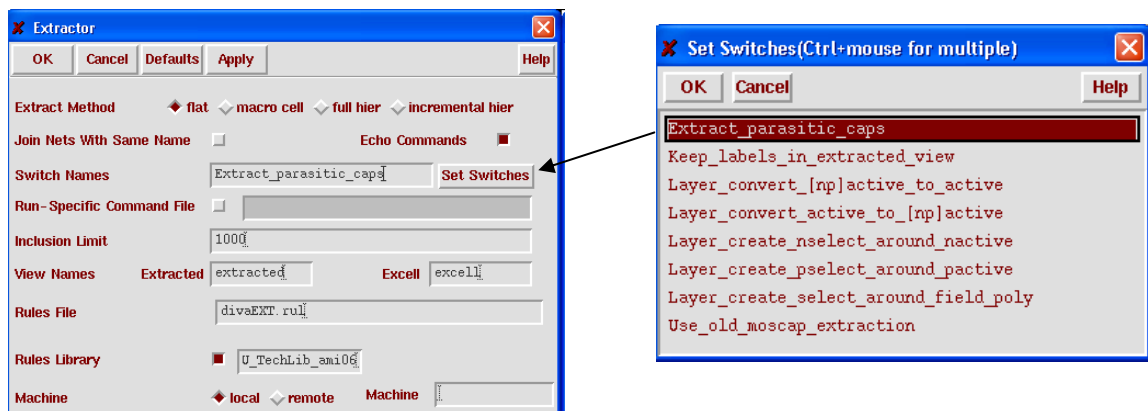 Extractor
OK Cancel Defaults Apply Help
Extract Method flat macro cell full hier incremental hier
Join Nets With Same Name Echo Commands
Switch Names Extract_parasitic_caps Set Switches
Run-Specific Command File
Inclusion Limit 1000
View Names Extracted extracted Excell excell
Rules File divaEXT.rul
Rules Library U_TechLib_ami06
Machine local remote Machine
Set Switches(Ctrl+mouse for multiple)
OK Cancel Help
Extract_parasitic_caps
Keep_labels_in_extracted_view
Layer_convert_[np]active_to_active
Layer_convert_active_to_[np]active
Layer_create_nselect_around_nactive
Layer_create_pselect_around_pactive
Layer_create_select_around_field_poly
Use_old_moscap_extraction